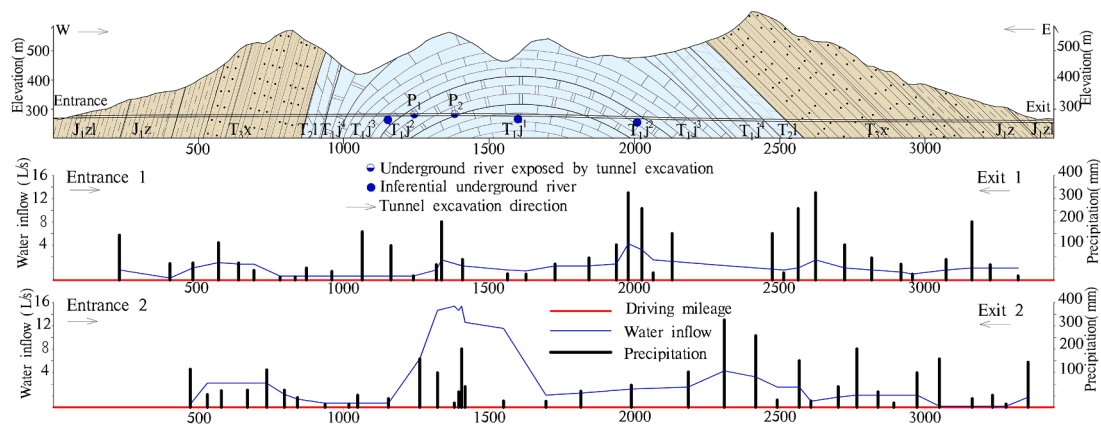 W
E
Elevation( m)
500
400
300
Entrance
P1
P2
500
400
300
Elevation( m)
Exit
J1zl J1z T3x T2l T1j4 T1j3 T1j2 T1j1 T1j2 T1j3 T1j4 T2l T3x J1z J1zl
500 1000 1500 2000 2500 3000
Underground river exposed by tunnel excavation
Inferential underground river
Tunnel excavation direction
Entrance 1
Exit 1
Water inflow (L/s)
16
12
8
4
400
300
200
100
Precipitation( mm)
500 1000 1500 2000 2500 3000
Entrance 2
Exit 2
Water inflow ( L/s)
16
12
8
4
Driving mileage
Water inflow
Precipitation
400
300
200
100
Precipitation( mm)
500 1000 1500 2000 2500 3000